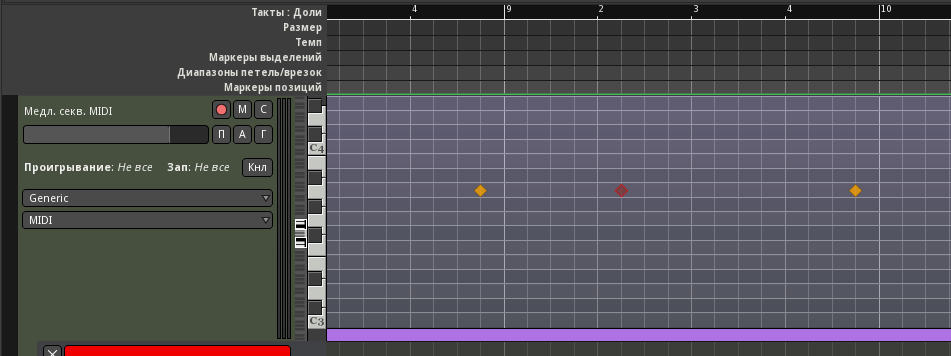 Такты : Доли
4 9 2 3 4 10
Размер
Темп
Маркеры выделений
Диапазоны петель/врезок
Маркеры позиций
Медл. секв. MIDI
М С
П А Г
C4
Проигрывание: Не все Зап: Не все Кнл
Generic
MIDI
C3